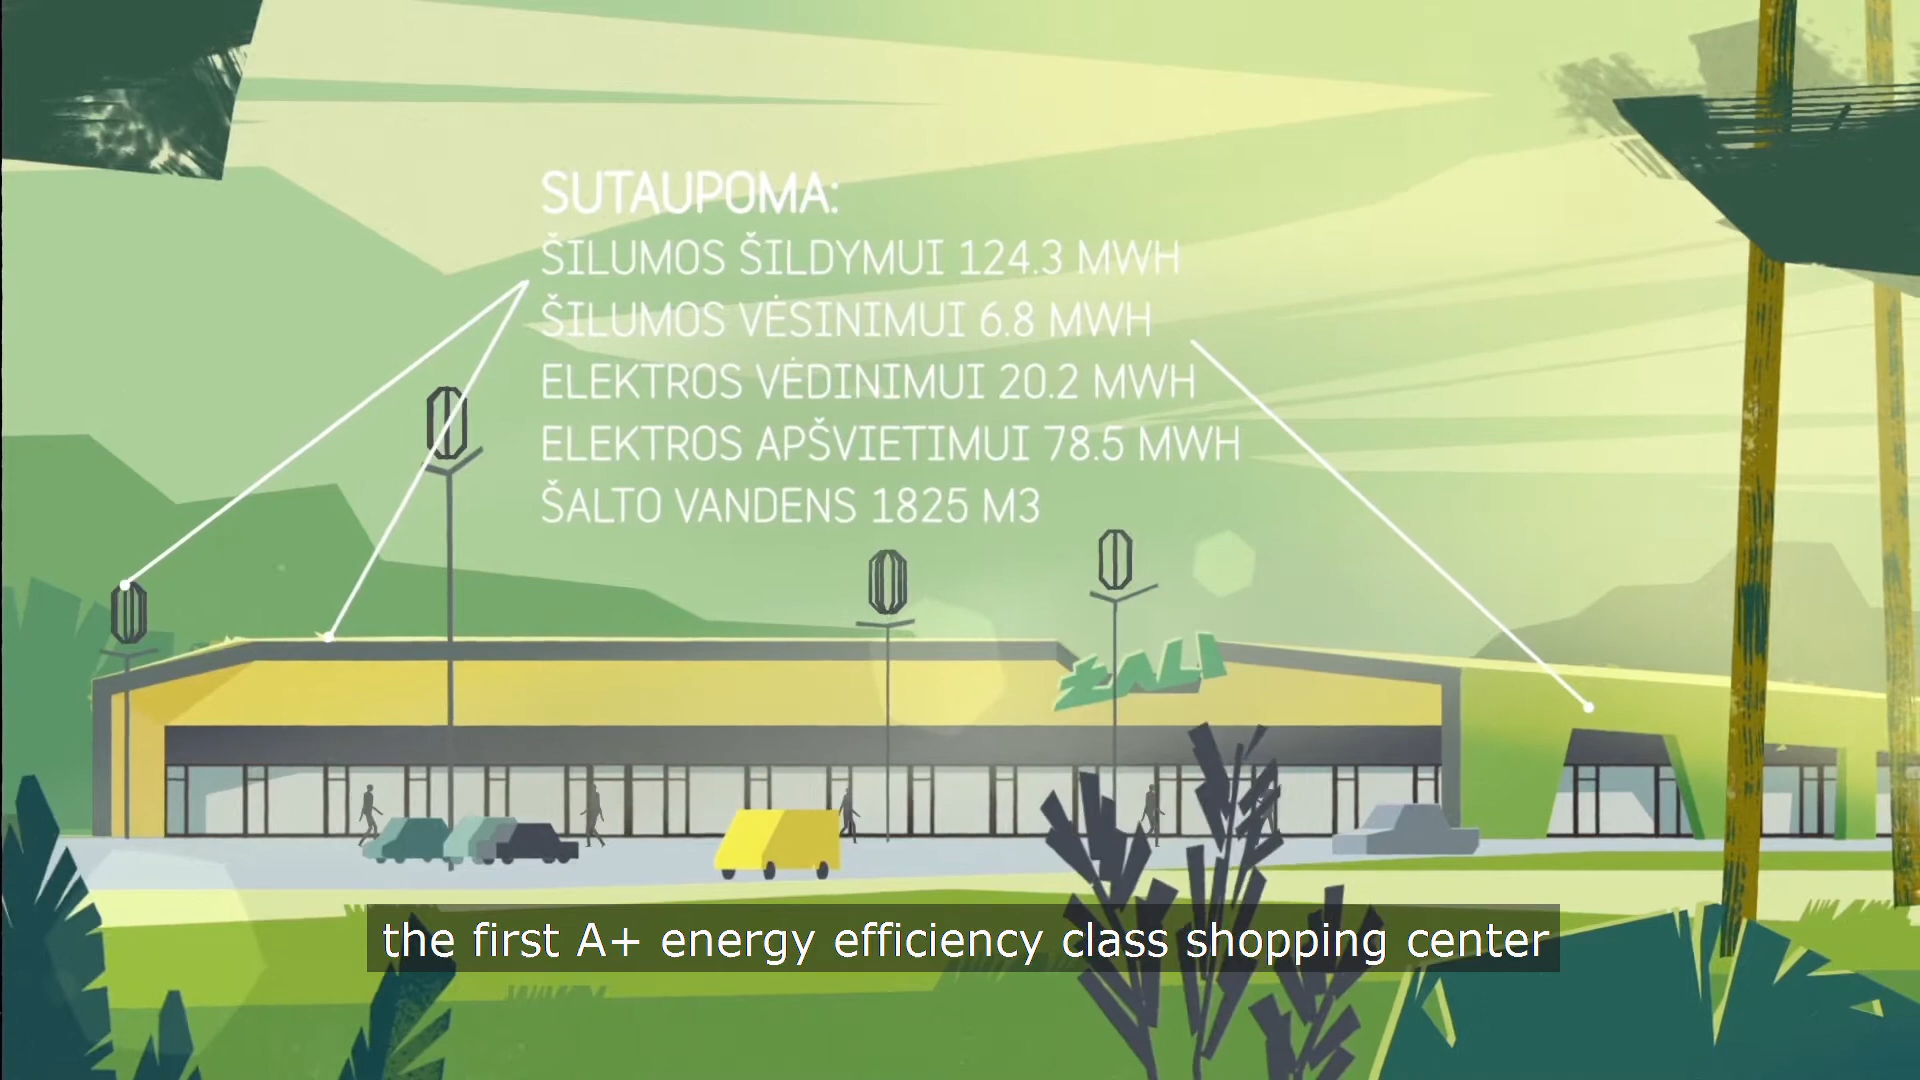 SUTAUPOMA:
ŠILUMOS ŠILDYMUI 124.3 MWH
ŠILUMOS VĖSINIMUI 6.8 MWH
ELEKTROS VĖDINIMUI 20.2 MWH
ELEKTROS APŠVIETIMUI 78.5 MWH
ŠALTO VANDENS 1825 M3
ŽALI
the first A+ energy efficiency class shopping center